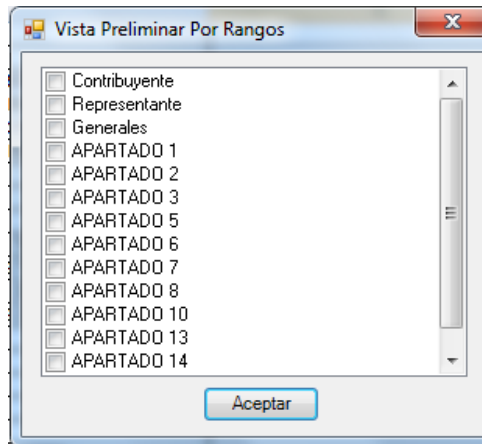 Vista Preliminar Por Rangos
Contribuyente
Representante
Generales
APARTADO 1
APARTADO 2
APARTADO 3
APARTADO 5
APARTADO 6
APARTADO 7
APARTADO 8
APARTADO 10
APARTADO 13
APARTADO 14
Aceptar